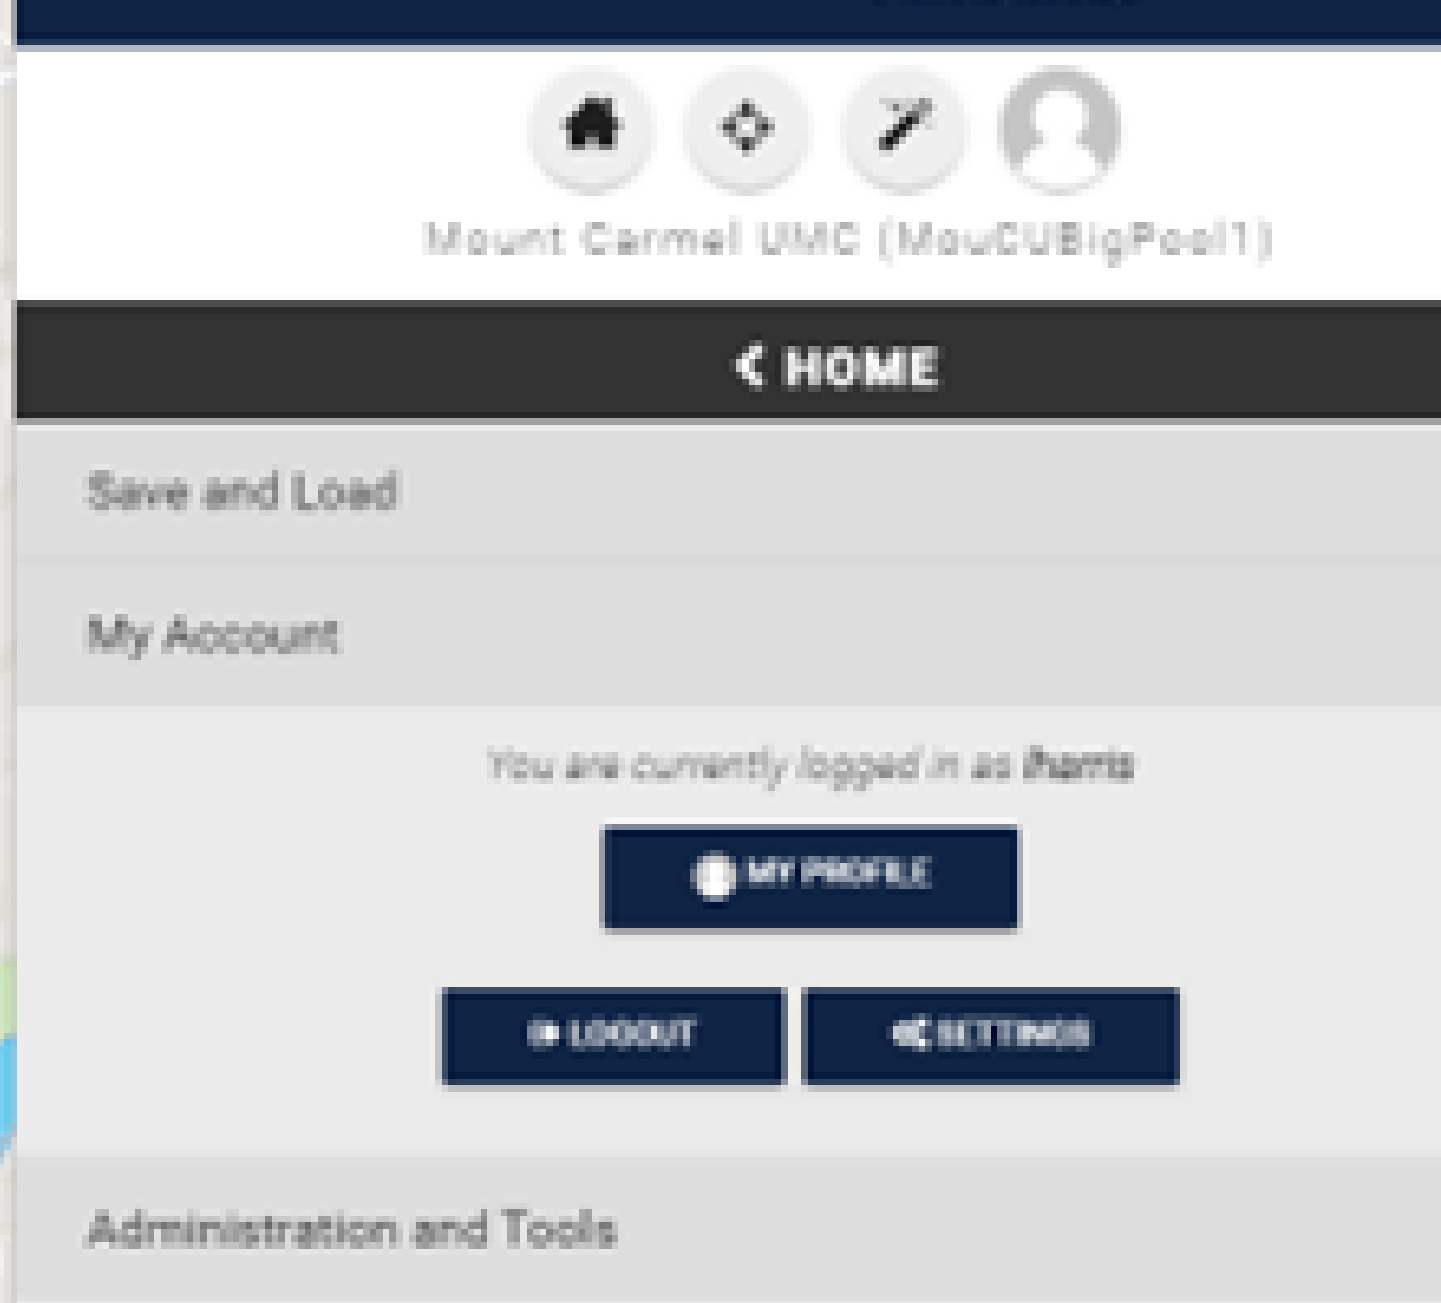 Mount Carmel UMC (MouCUBigPool1)
HOME
Save and Load
My Account
You are currently logged in as lharris
MY PROFILE
LOGOUT
SETTINGS
Administration and Tools